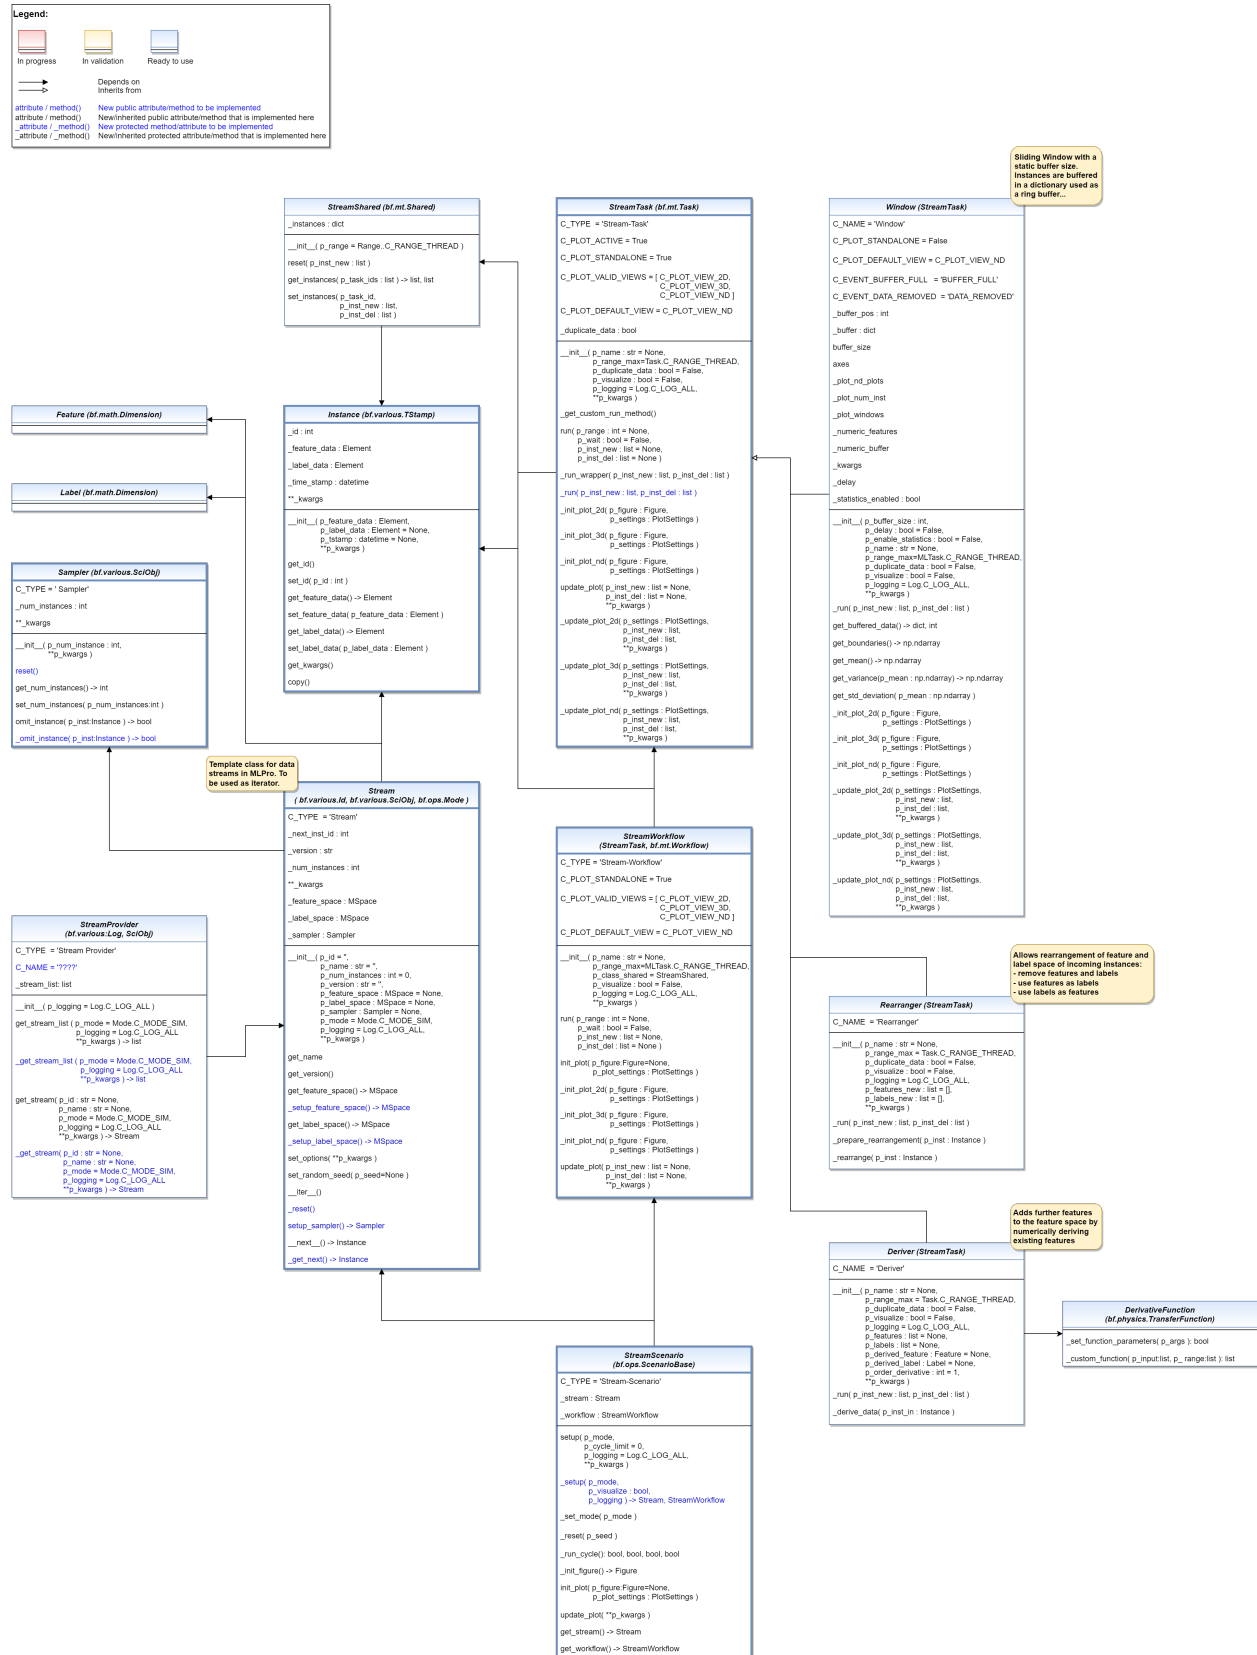 Legend:
In progress
In validation
Ready to use
Depends on
Inherits from
attribute / method() New public attribute/method to be implemented
attribute / method() New/inherited public attribute/method that is implemented here
_attribute / _method() New protected method/attribute to be implemented
_attribute / _method() New/inherited protected attribute/method that is implemented here
Sliding Window with a
static buffer size.
Instances are buffered
in a dictionary used as
a ring buffer...
StreamShared (bf.mt.Shared)
_instances : dict
__init__( p_range = Range..C_RANGE_THREAD )
reset( p_inst_new : list )
get_instances( p_task_ids : list ) -> list, list
set_instances( p_task_id,
p_inst_new : list,
p_inst_del : list )
StreamTask (bf.mt.Task)
C_TYPE = 'Stream-Task'
C_PLOT_ACTIVE = True
C_PLOT_STANDALONE = True
C_PLOT_VALID_VIEWS = [ C_PLOT_VIEW_2D,
C_PLOT_VIEW_3D,
C_PLOT_VIEW_ND ]
C_PLOT_DEFAULT_VIEW = C_PLOT_VIEW_ND
_duplicate_data : bool
__init__( p_name : str = None,
p_range_max=Task.C_RANGE_THREAD,
p_duplicate_data : bool = False,
p_visualize : bool = False,
p_logging = Log.C_LOG_ALL,
**p_kwargs )
_get_custom_run_method()
run( p_range : int = None,
p_wait : bool = False,
p_inst_new : list = None,
p_inst_del : list = None )
_run_wrapper( p_inst_new : list, p_inst_del : list )
_run( p_inst_new : list, p_inst_del : list )
_init_plot_2d( p_figure : Figure,
p_settings : PlotSettings )
_init_plot_3d( p_figure : Figure,
p_settings : PlotSettings )
_init_plot_nd( p_figure : Figure,
p_settings : PlotSettings )
update_plot( p_inst_new : list = None,
p_inst_del : list = None,
**p_kwargs )
_update_plot_2d( p_settings : PlotSettings,
p_inst_new : list,
p_inst_del : list,
**p_kwargs )
_update_plot_3d( p_settings : PlotSettings,
p_inst_new : list,
p_inst_del : list,
**p_kwargs )
_update_plot_nd( p_settings : PlotSettings,
p_inst_new : list,
p_inst_del : list,
**p_kwargs )
Window (StreamTask)
C_NAME = 'Window'
C_PLOT_STANDALONE = False
C_PLOT_DEFAULT_VIEW = C_PLOT_VIEW_ND
C_EVENT_BUFFER_FULL = 'BUFFER_FULL'
C_EVENT_DATA_REMOVED = 'DATA_REMOVED'
_buffer_pos : int
_buffer : dict
buffer_size
axes
_plot_nd_plots
_plot_num_inst
_plot_windows
_numeric_features
_numeric_buffer
_kwargs
_delay
_statistics_enabled : bool
__init__( p_buffer_size : int,
p_delay : bool = False,
p_enable_statistics : bool = False,
p_name : str = None,
p_range_max=MLTask.C_RANGE_THREAD,
p_duplicate_data : bool = False,
p_visualize : bool = False,
p_logging = Log.C_LOG_ALL,
**p_kwargs )
_run( p_inst_new : list, p_inst_del : list )
get_buffered_data() -> dict, int
get_boundaries() -> np.ndarray
get_mean() -> np.ndarray
get_variance(p_mean : np.ndarray) -> np.ndarray
get_std_deviation( p_mean : np.ndarray )
_init_plot_2d( p_figure : Figure,
p_settings : PlotSettings )
_init_plot_3d( p_figure : Figure,
p_settings : PlotSettings )
_init_plot_nd( p_figure : Figure,
p_settings : PlotSettings )
_update_plot_2d( p_settings : PlotSettings,
p_inst_new : list,
p_inst_del : list,
**p_kwargs )
_update_plot_3d( p_settings : PlotSettings,
p_inst_new : list,
p_inst_del : list,
**p_kwargs )
_update_plot_nd( p_settings : PlotSettings,
p_inst_new : list,
p_inst_del : list,
**p_kwargs )
Feature (bf.math.Dimension)
Label (bf.math.Dimension)
Instance (bf.various.TStamp)
_id : int
_feature_data : Element
_label_data : Element
_time_stamp : datetime
**_kwargs
__init__( p_feature_data : Element,
p_label_data : Element = None,
p_tstamp : datetime = None,
**p_kwargs )
get_id()
set_id( p_id : int )
get_feature_data() -> Element
set_feature_data( p_feature_data : Element )
get_label_data() -> Element
set_label_data( p_label_data : Element )
get_kwargs()
copy()
Sampler (bf.various.SciObj)
C_TYPE = ' Sampler'
_num_instances : int
**_kwargs
__init__( p_num_instance : int,
**p_kwargs )
reset()
get_num_instances() -> int
set_num_instances( p_num_instances:int )
omit_instance( p_inst:Instance ) -> bool
_omit_instance( p_inst:Instance ) -> bool
Template class for data
streams in MLPro. To
be used as iterator.
Stream
( bf.various.Id, bf.various.SciObj, bf.ops.Mode )
C_TYPE = 'Stream'
_next_inst_id : int
_version : str
_num_instances : int
**_kwargs
_feature_space : MSpace
_label_space : MSpace
_sampler : Sampler
__init__( p_id = '',
p_name : str = '',
p_num_instances : int = 0,
p_version : str = '',
p_feature_space : MSpace = None,
p_label_space : MSpace = None,
p_sampler : Sampler = None,
p_mode = Mode.C_MODE_SIM,
p_logging = Log.C_LOG_ALL,
**p_kwargs )
get_name
get_version()
get_feature_space() -> MSpace
_setup_feature_space() -> MSpace
get_label_space() -> MSpace
_setup_label_space() -> MSpace
set_options( **p_kwargs )
set_random_seed( p_seed=None )
__iter__()
_reset()
setup_sampler() -> Sampler
__next__() -> Instance
_get_next() -> Instance
StreamProvider
(bf.various:Log, SciObj)
C_TYPE = 'Stream Provider'
C_NAME = '????'
_stream_list: list
__init__( p_logging = Log.C_LOG_ALL )
get_stream_list ( p_mode = Mode.C_MODE_SIM,
p_logging = Log.C_LOG_ALL
**p_kwargs ) -> list
_get_stream_list ( p_mode = Mode.C_MODE_SIM,
p_logging = Log.C_LOG_ALL
**p_kwargs ) -> list
get_stream( p_id : str = None,
p_name : str = None,
p_mode = Mode.C_MODE_SIM,
p_logging = Log.C_LOG_ALL
**p_kwargs ) -> Stream
_get_stream( p_id : str = None,
p_name : str = None,
p_mode = Mode.C_MODE_SIM,
p_logging = Log.C_LOG_ALL
**p_kwargs ) -> Stream
StreamWorkflow
(StreamTask, bf.mt.Workflow)
C_TYPE = 'Stream-Workflow'
C_PLOT_STANDALONE = True
C_PLOT_VALID_VIEWS = [ C_PLOT_VIEW_2D,
C_PLOT_VIEW_3D,
C_PLOT_VIEW_ND ]
C_PLOT_DEFAULT_VIEW = C_PLOT_VIEW_ND
__init__( p_name : str = None,
p_range_max=MLTask.C_RANGE_THREAD,
p_class_shared = StreamShared,
p_visualize : bool = False,
p_logging = Log.C_LOG_ALL,
**p_kwargs )
run( p_range : int = None,
p_wait : bool = False,
p_inst_new : list = None,
p_inst_del : list = None )
init_plot( p_figure:Figure=None,
p_plot_settings : PlotSettings )
_init_plot_2d( p_figure : Figure,
p_settings : PlotSettings )
_init_plot_3d( p_figure : Figure,
p_settings : PlotSettings )
_init_plot_nd( p_figure : Figure,
p_settings : PlotSettings )
update_plot( p_inst_new : list = None,
p_inst_del : list = None,
**p_kwargs )
Allows rearrangement of feature and
label space of incoming instances:
- remove features and labels
- use features as labels
- use labels as features
Rearranger (StreamTask)
C_NAME = 'Rearranger'
__init__( p_name : str = None,
p_range_max = Task.C_RANGE_THREAD,
p_duplicate_data : bool = False,
p_visualize : bool = False,
p_logging = Log.C_LOG_ALL,
p_features_new : list = [],
p_labels_new : list = [],
**p_kwargs )
_run( p_inst_new : list, p_inst_del : list )
_prepare_rearrangement( p_inst : Instance )
_rearrange( p_inst : Instance )
Adds further features
to the feature space by
numerically deriving
existing features
Deriver (StreamTask)
C_NAME = 'Deriver'
__init__( p_name : str = None,
p_range_max = Task.C_RANGE_THREAD,
p_duplicate_data : bool = False,
p_visualize : bool = False,
p_logging = Log.C_LOG_ALL,
p_features : list = None,
p_labels : list = None,
p_derived_feature : Feature = None,
p_derived_label : Label = None,
p_order_derivative : int = 1,
**p_kwargs )
_run( p_inst_new : list, p_inst_del : list )
_derive_data( p_inst_in : Instance )
DerivativeFunction
(bf.physics.TransferFunction)
_set_function_parameters( p_args ): bool
_custom_function( p_input:list, p_ range:list ): list
StreamScenario
(bf.ops.ScenarioBase)
C_TYPE = 'Stream-Scenario'
_stream : Stream
_workflow : StreamWorkflow
setup( p_mode,
p_cycle_limit = 0,
p_logging = Log.C_LOG_ALL,
**p_kwargs )
_setup( p_mode,
p_visualize : bool,
p_logging ) -> Stream, StreamWorkflow
_set_mode( p_mode )
_reset( p_seed )
_run_cycle(): bool, bool, bool, bool
_init_figure() -> Figure
init_plot( p_figure:Figure=None,
p_plot_settings : PlotSettings )
update_plot( **p_kwargs )
get_stream() -> Stream
get_workflow() -> StreamWorkflow